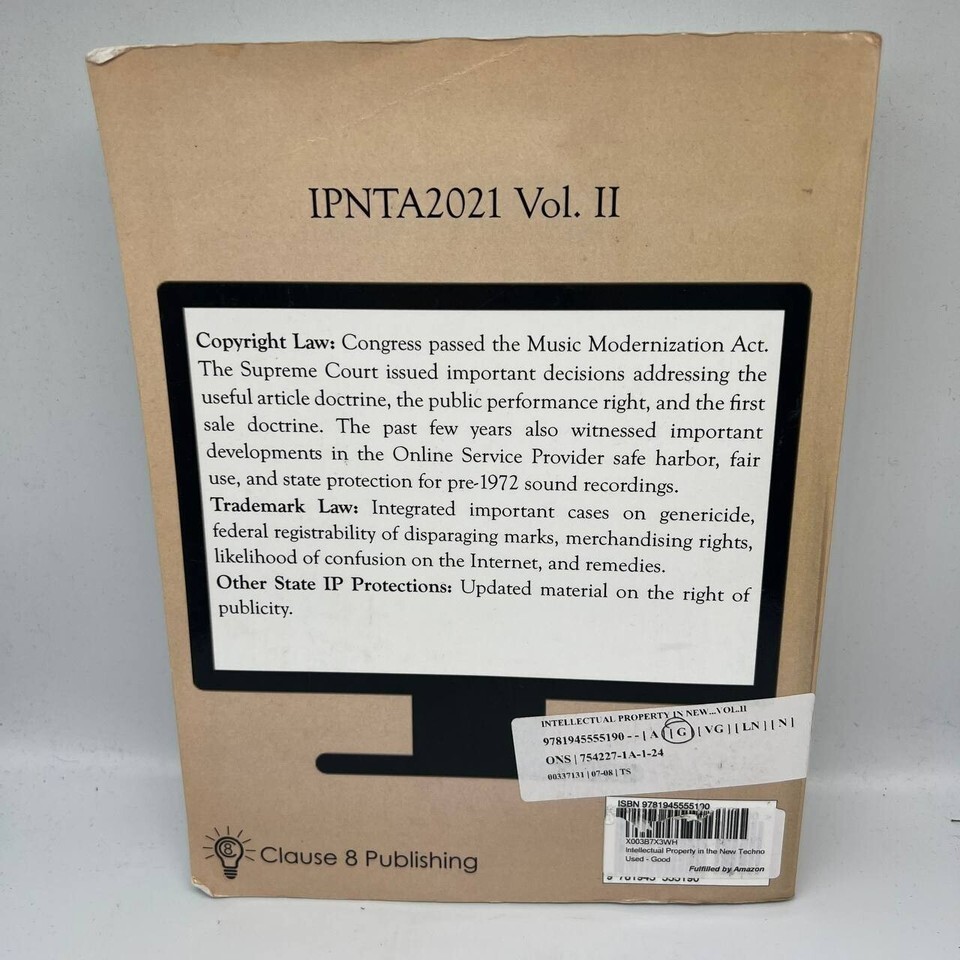 IPNTA2021 Vol. II
Copyright Law: Congress passed the Music Modernization Act.
The Supreme Court issued important decisions addressing the
useful article doctrine, the public performance right, and the first
sale doctrine. The past few years also witnessed important
developments in the Online Service Provider safe harbor, fair
use, and state protection for pre-1972 sound recordings.
Trademark Law: Integrated important cases on genericide,
federal registrability of disparaging marks, merchandising rights,
likelihood of confusion on the Internet, and remedies.
Other State IP Protections: Updated material on the right of
publicity.
INTELLECTUAL PROPERTY IN NEW...VOL.II
9781945555190 - - [ A ] [ G ] [ VG ] [ LN ] [ N ]
ONS | 754227-1A-1-24
00337131 | 07-08 | TS
ISBN 9781945555190
X003B7X3WH
Intellectual Property in the New Techno
Used - Good
Fulfilled by Amazon
9 781945 555190
8 Clause 8 Publishing